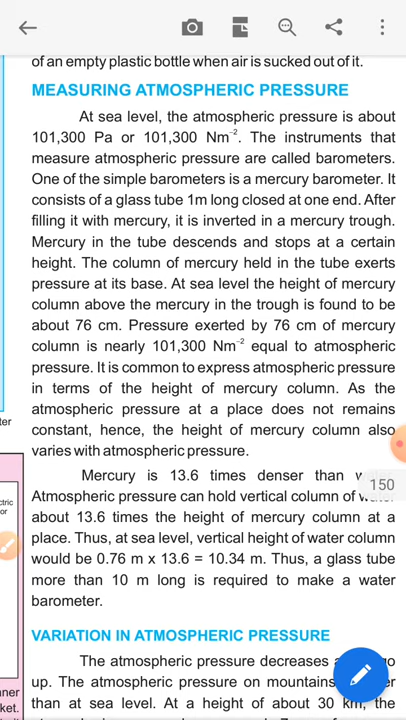 of an empty plastic bottle when air is sucked out of it.
MEASURING ATMOSPHERIC PRESSURE
At sea level, the atmospheric pressure is about
101,300 Pa or 101,300 Nm⁻². The instruments that
measure atmospheric pressure are called barometers.
One of the simple barometers is a mercury barometer. It
consists of a glass tube 1m long closed at one end. After
filling it with mercury, it is inverted in a mercury trough.
Mercury in the tube descends and stops at a certain
height. The column of mercury held in the tube exerts
pressure at its base. At sea level the height of mercury
column above the mercury in the trough is found to be
about 76 cm. Pressure exerted by 76 cm of mercury
column is nearly 101,300 Nm⁻² equal to atmospheric
pressure. It is common to express atmospheric pressure
in terms of the height of mercury column. As the
atmospheric pressure at a place does not remains
constant, hence, the height of mercury column also
varies with atmospheric pressure.
Mercury is 13.6 times denser than
150
Atmospheric pressure can hold vertical column of
about 13.6 times the height of mercury column at a
place. Thus, at sea level, vertical height of water column
would be 0.76 m x 13.6 = 10.34 m. Thus, a glass tube
more than 10 m long is required to make a water
barometer.
VARIATION IN ATMOSPHERIC PRESSURE
The atmospheric pressure decreases
up. The atmospheric pressure on mountains
than at sea level. At a height of about 30 km, the